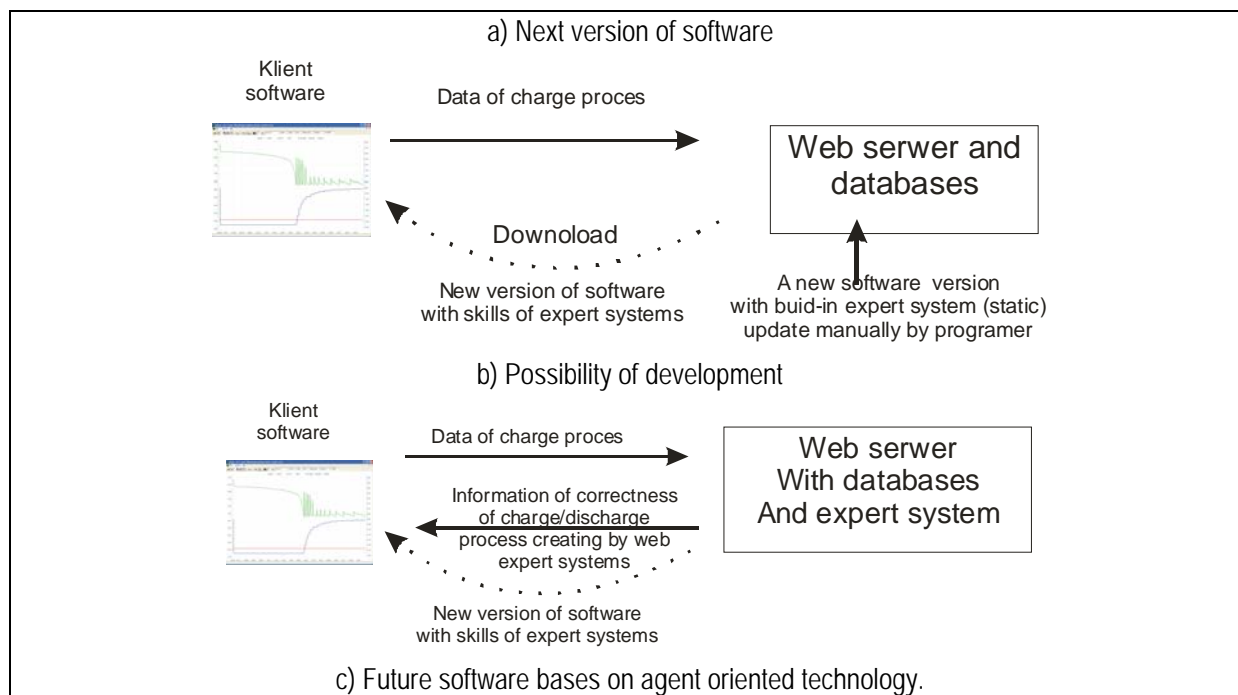 a) Next version of software
Klient
software
Data of charge proces
Web serwer and
databases
Downoload
New version of software
with skills of expert systems
A new software version
with buid-in expert system (static)
update manually by programer
b) Possibility of development
Klient
software
Data of charge proces
Web serwer
With databases
And expert system
Information of correctness
of charge/discharge
process creating by web
expert systems
New version of software
with skills of expert systems
c) Future software bases on agent oriented technology.